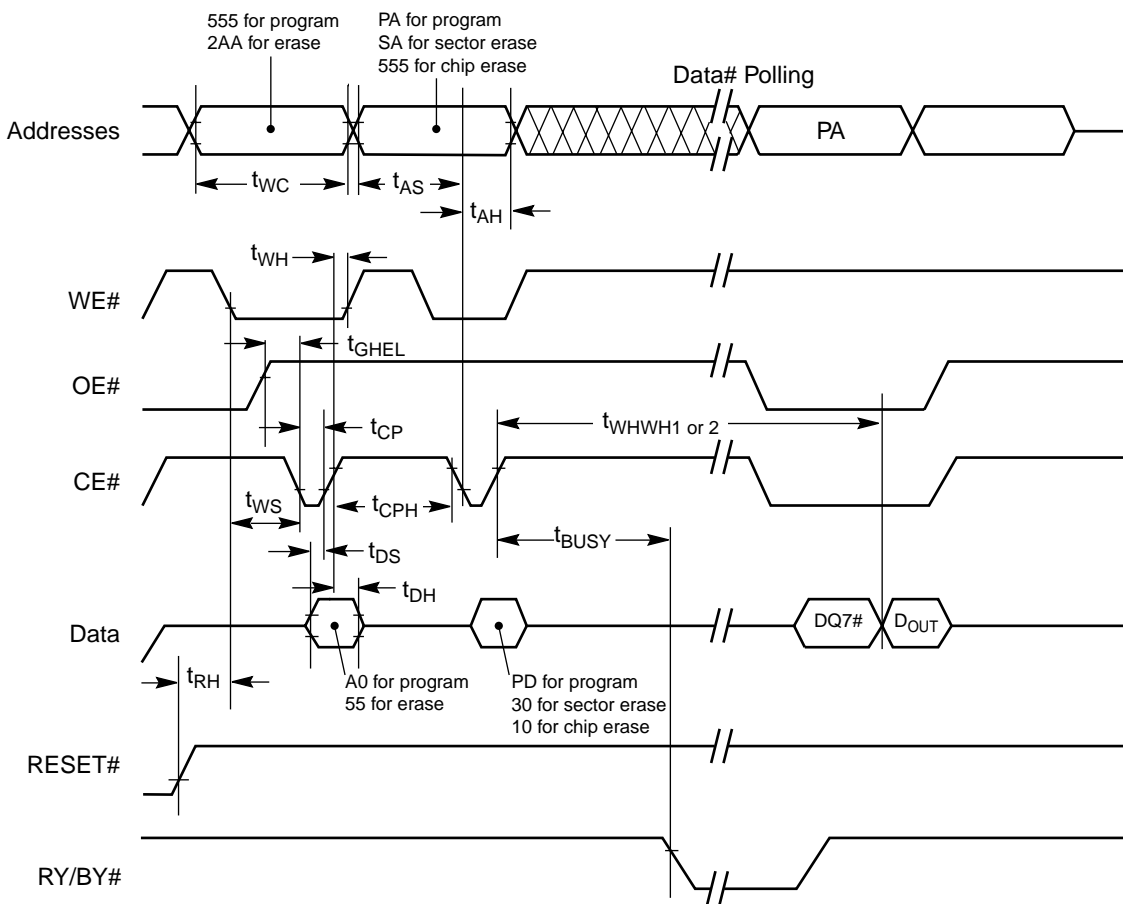 555 for program
2AA for erase
PA for program
SA for sector erase
555 for chip erase
Data# Polling
Addresses
PA
tWC
tAS
tAH
tWH
WE#
tGHEL
OE#
tWHWH1 or 2
tCP
CE#
tWS
tCPH
tBUSY
tDS
tDH
Data
DQ7#
DOUT
tRH
A0 for program
55 for erase
PD for program
30 for sector erase
10 for chip erase
RESET#
RY/BY#